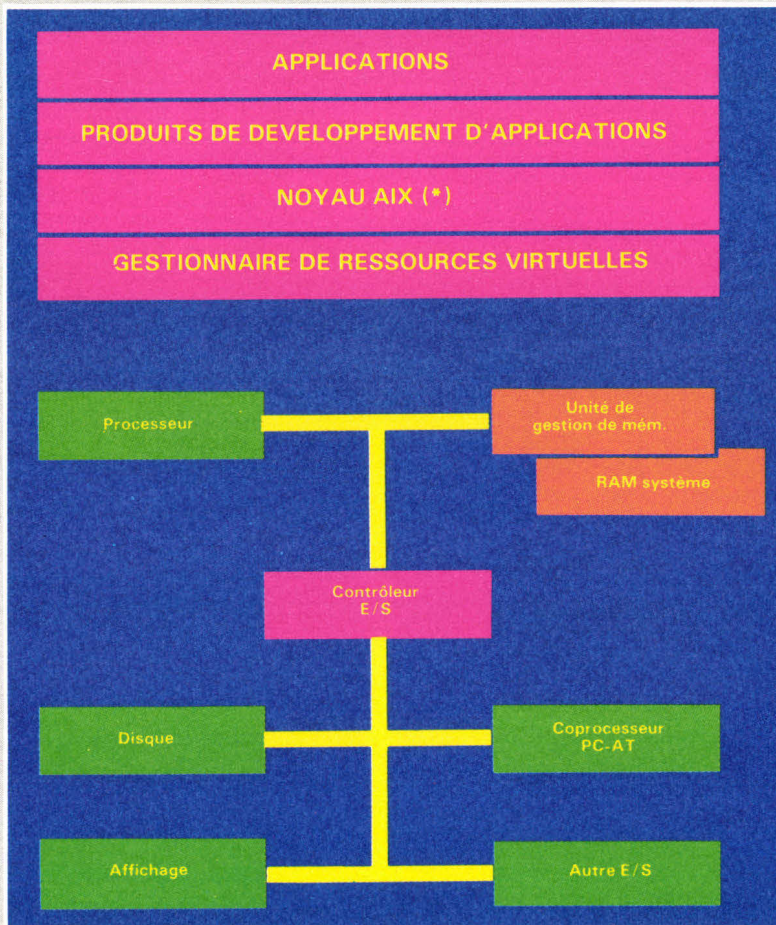 APPLICATIONS
PRODUITS DE DEVELOPPEMENT D'APPLICATIONS
NOYAU AIX (*)
GESTIONNAIRE DE RESSOURCES VIRTUELLES
Processeur
Unité de
gestion de mém.
RAM système
Contrôleur
E/S
Disque
Coprocesseur
PC-AT
Affichage
Autre E/S